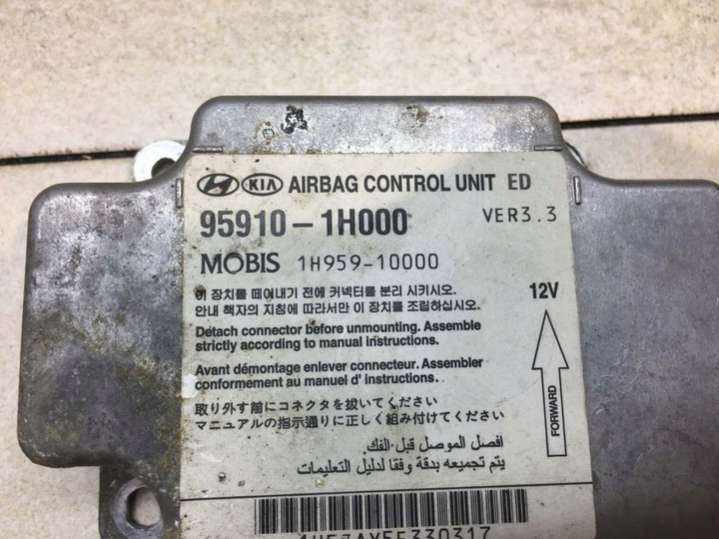 KIA AIRBAG CONTROL UNIT ED
95910-1H000 VER3.3
MOBIS 1H959-10000
이 장치를 떼어내기 전에 커넥터를 분리 시키시오.
안내 책자의 지침에 따라서만 이 장치를 조립하십시오.
12V
Detach connector before unmounting. Assemble
strictly according to manual instructions.
Avant démontage enlever connecteur. Assembler
conformement au manuel d' instructions.
FORWARD
取り外す前にコネクタを抜いてください
マニュアルの指示通りに正しく組み付けてください
افصل الموصل قبل الفك.
يتم تجميعه بدقة وفقا لدليل التعليمات